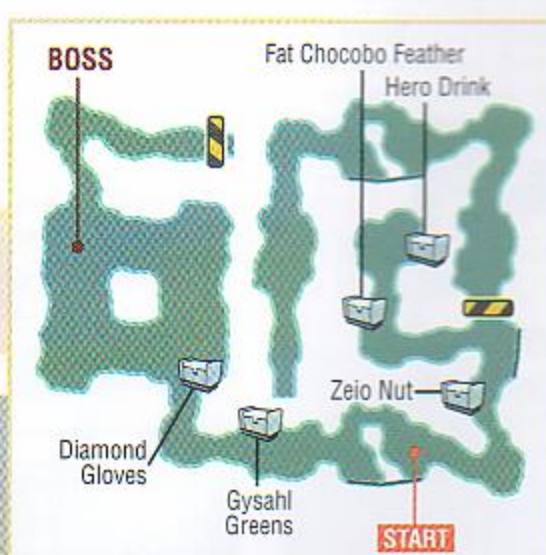 BOSS
Fat Chocobo Feather
Hero Drink
Zeio Nut
Diamond
Gloves
Gysahl
Greens
START